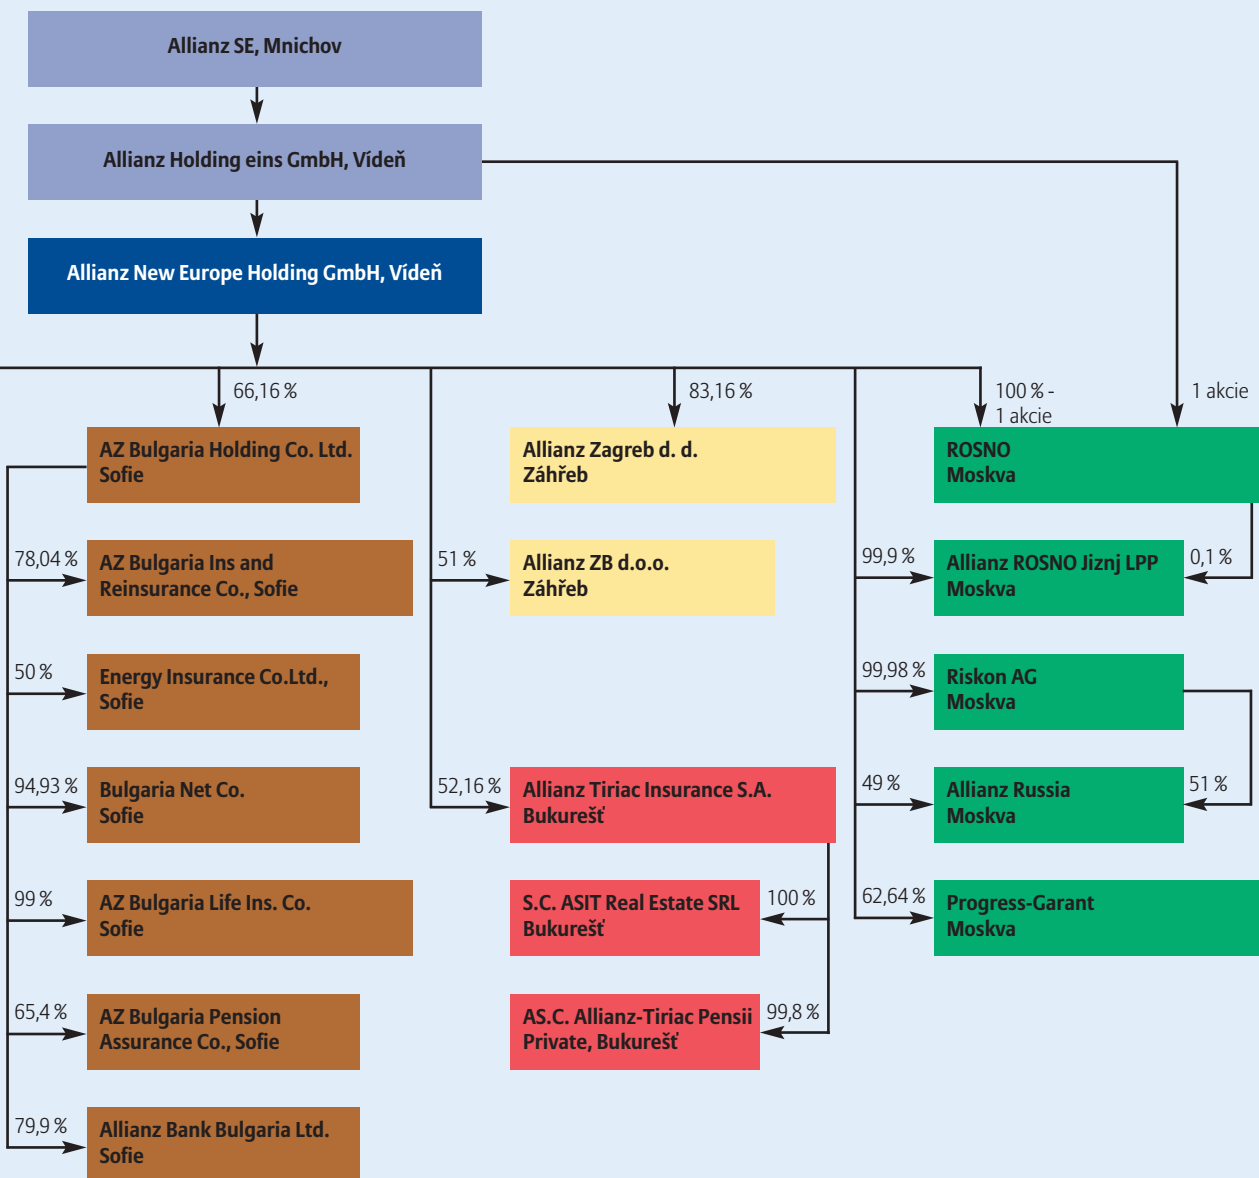 Allianz SE, Mnichov
Allianz Holding eins GmbH, Vídeň
Allianz New Europe Holding GmbH, Vídeň
66,16 %
83,16 %
100 % -
1 akcie
1 akcie
AZ Bulgaria Holding Co. Ltd.
Sofie
78,04 %
AZ Bulgaria Ins and
Reinsurance Co., Sofie
50 %
Energy Insurance Co.Ltd.,
Sofie
94,93 %
Bulgaria Net Co.
Sofie
99 %
AZ Bulgaria Life Ins. Co.
Sofie
65,4 %
AZ Bulgaria Pension
Assurance Co., Sofie
79,9 %
Allianz Bank Bulgaria Ltd.
Sofie
Allianz Zagreb d. d.
Záhřeb
51 %
Allianz ZB d.o.o.
Záhřeb
52,16 %
Allianz Tiriac Insurance S.A.
Bukurešť
S.C. ASIT Real Estate SRL
Bukurešť
100 %
AS.C. Allianz-Tiriac Pensii
Private, Bukurešť
99,8 %
ROSNO
Moskva
99,9 %
Allianz ROSNO Jiznj LPP
Moskva
0,1 %
99,98 %
Riskon AG
Moskva
49 %
Allianz Russia
Moskva
51 %
62,64 %
Progress-Garant
Moskva